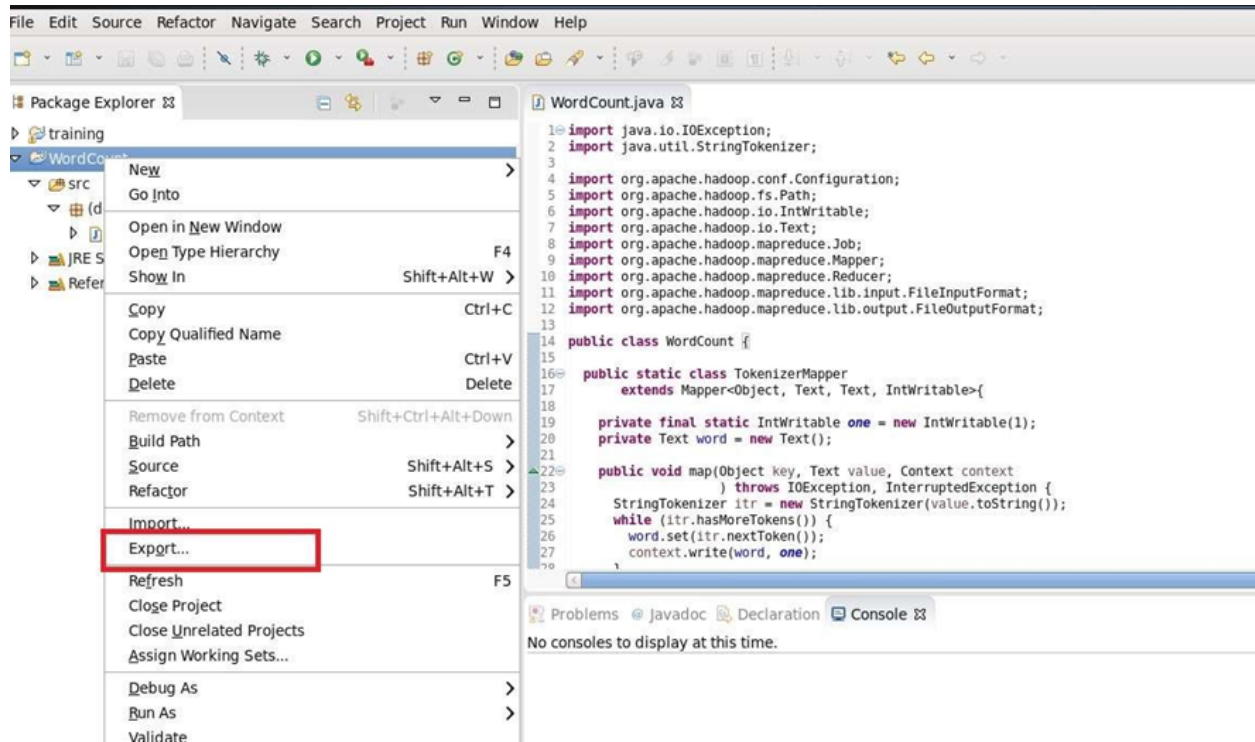 File Edit Source Refactor Navigate Search Project Run Window Help
Package Explorer
training
WordCount
src
(d
J
JRE S
Refer
New
Go Into
Open in New Window
Open Type Hierarchy F4
Show In Shift+Alt+W
Copy Ctrl+C
Copy Qualified Name
Paste Ctrl+V
Delete Delete
Remove from Context Shift+Ctrl+Alt+Down
Build Path
Source Shift+Alt+S
Refactor Shift+Alt+T
Import...
Export...
Refresh F5
Close Project
Close Unrelated Projects
Assign Working Sets...
Debug As
Run As
Validate
WordCount.java
1 import java.io.IOException;
2 import java.util.StringTokenizer;
3
4 import org.apache.hadoop.conf.Configuration;
5 import org.apache.hadoop.fs.Path;
6 import org.apache.hadoop.io.IntWritable;
7 import org.apache.hadoop.io.Text;
8 import org.apache.hadoop.mapreduce.Job;
9 import org.apache.hadoop.mapreduce.Mapper;
10 import org.apache.hadoop.mapreduce.Reducer;
11 import org.apache.hadoop.mapreduce.lib.input.FileInputFormat;
12 import org.apache.hadoop.mapreduce.lib.output.FileOutputFormat;
13
14 public class WordCount {
15
16 public static class TokenizerMapper
17 extends Mapper<Object, Text, Text, IntWritable>{
18
19 private final static IntWritable one = new IntWritable(1);
20 private Text word = new Text();
21
22 public void map(Object key, Text value, Context context
23 ) throws IOException, InterruptedException {
24 StringTokenizer itr = new StringTokenizer(value.toString());
25 while (itr.hasMoreTokens()) {
26 word.set(itr.nextToken());
27 context.write(word, one);
28 }
Problems Javadoc Declaration Console
No consoles to display at this time.